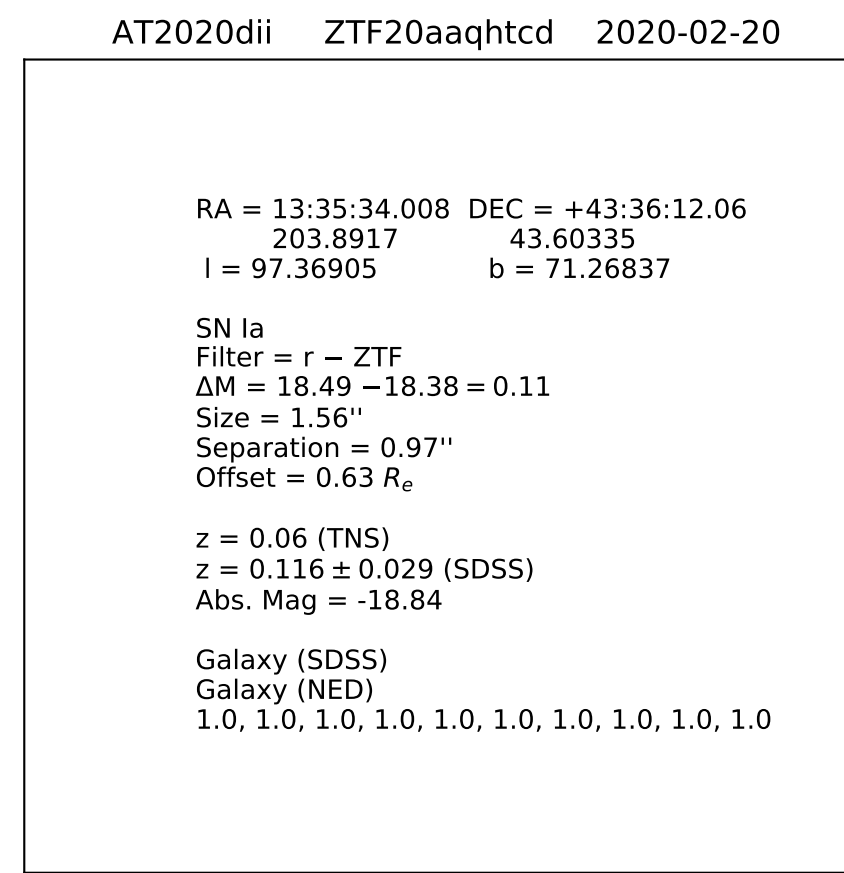 AT2020dii ZTF20aaqhtcd 2020-02-20
RA = 13:35:34.008 DEC = +43:36:12.06
203.8917 43.60335
l = 97.36905 b = 71.26837
SN Ia
Filter = r − ZTF
ΔM = 18.49 −18.38 = 0.11
Size = 1.56''
Separation = 0.97''
Offset = 0.63 Rₑ
z = 0.06 (TNS)
z = 0.116 ± 0.029 (SDSS)
Abs. Mag = -18.84
Galaxy (SDSS)
Galaxy (NED)
1.0, 1.0, 1.0, 1.0, 1.0, 1.0, 1.0, 1.0, 1.0, 1.0